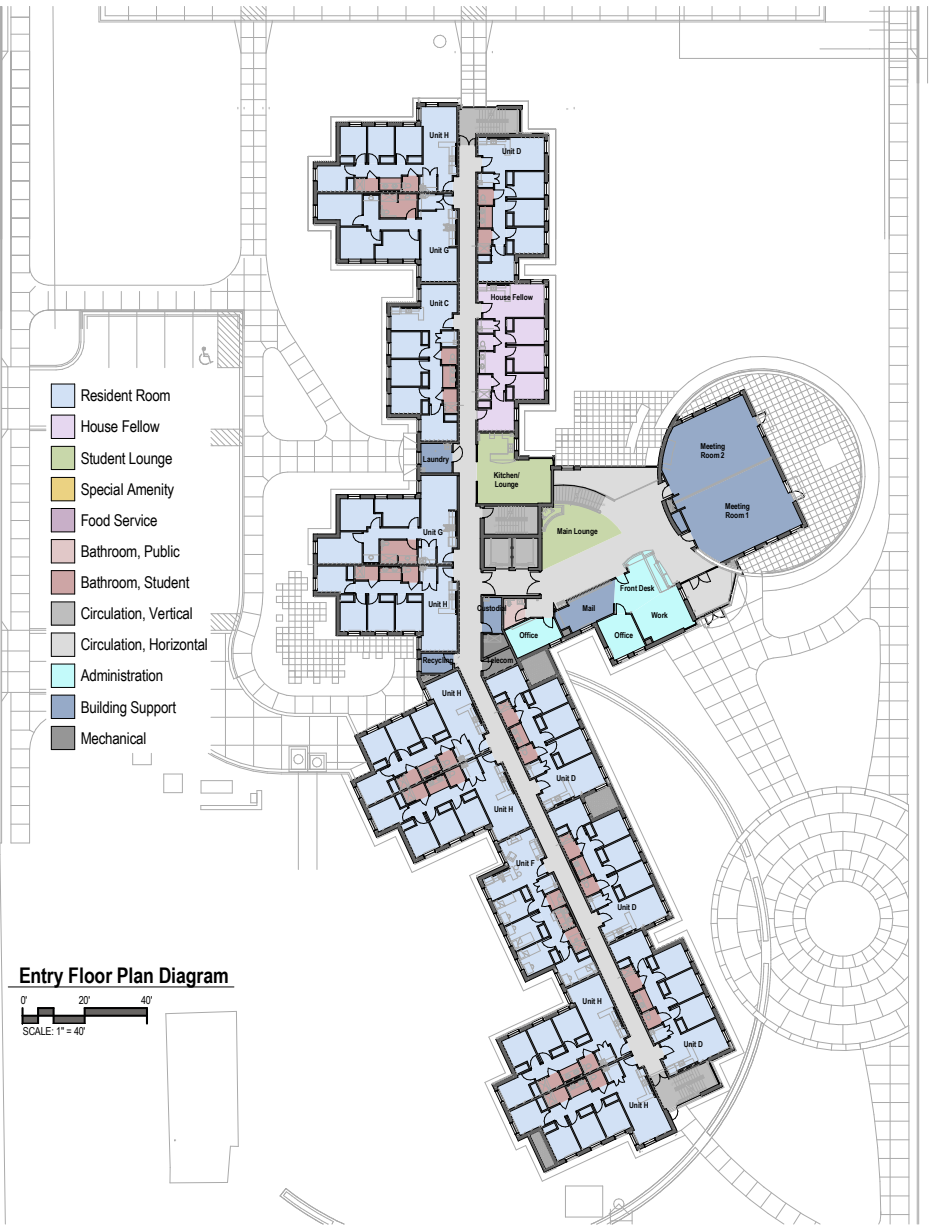 Unit H
Unit D
Unit G
Unit C
House Fellow
Resident Room
House Fellow
Student Lounge
Special Amenity
Food Service
Bathroom, Public
Bathroom, Student
Circulation, Vertical
Circulation, Horizontal
Administration
Building Support
Mechanical
Laundry
Kitchen/
Lounge
Meeting
Room 2
Meeting
Room 1
Unit G
Main Lounge
Unit H
Custodial
Mail
Front Desk
Work
Office
Office
Recycling
Telecom
Unit H
Unit D
Unit H
Unit F
Unit D
Unit H
Unit D
Unit H
Entry Floor Plan Diagram
0'
20'
40'
SCALE: 1" = 40'